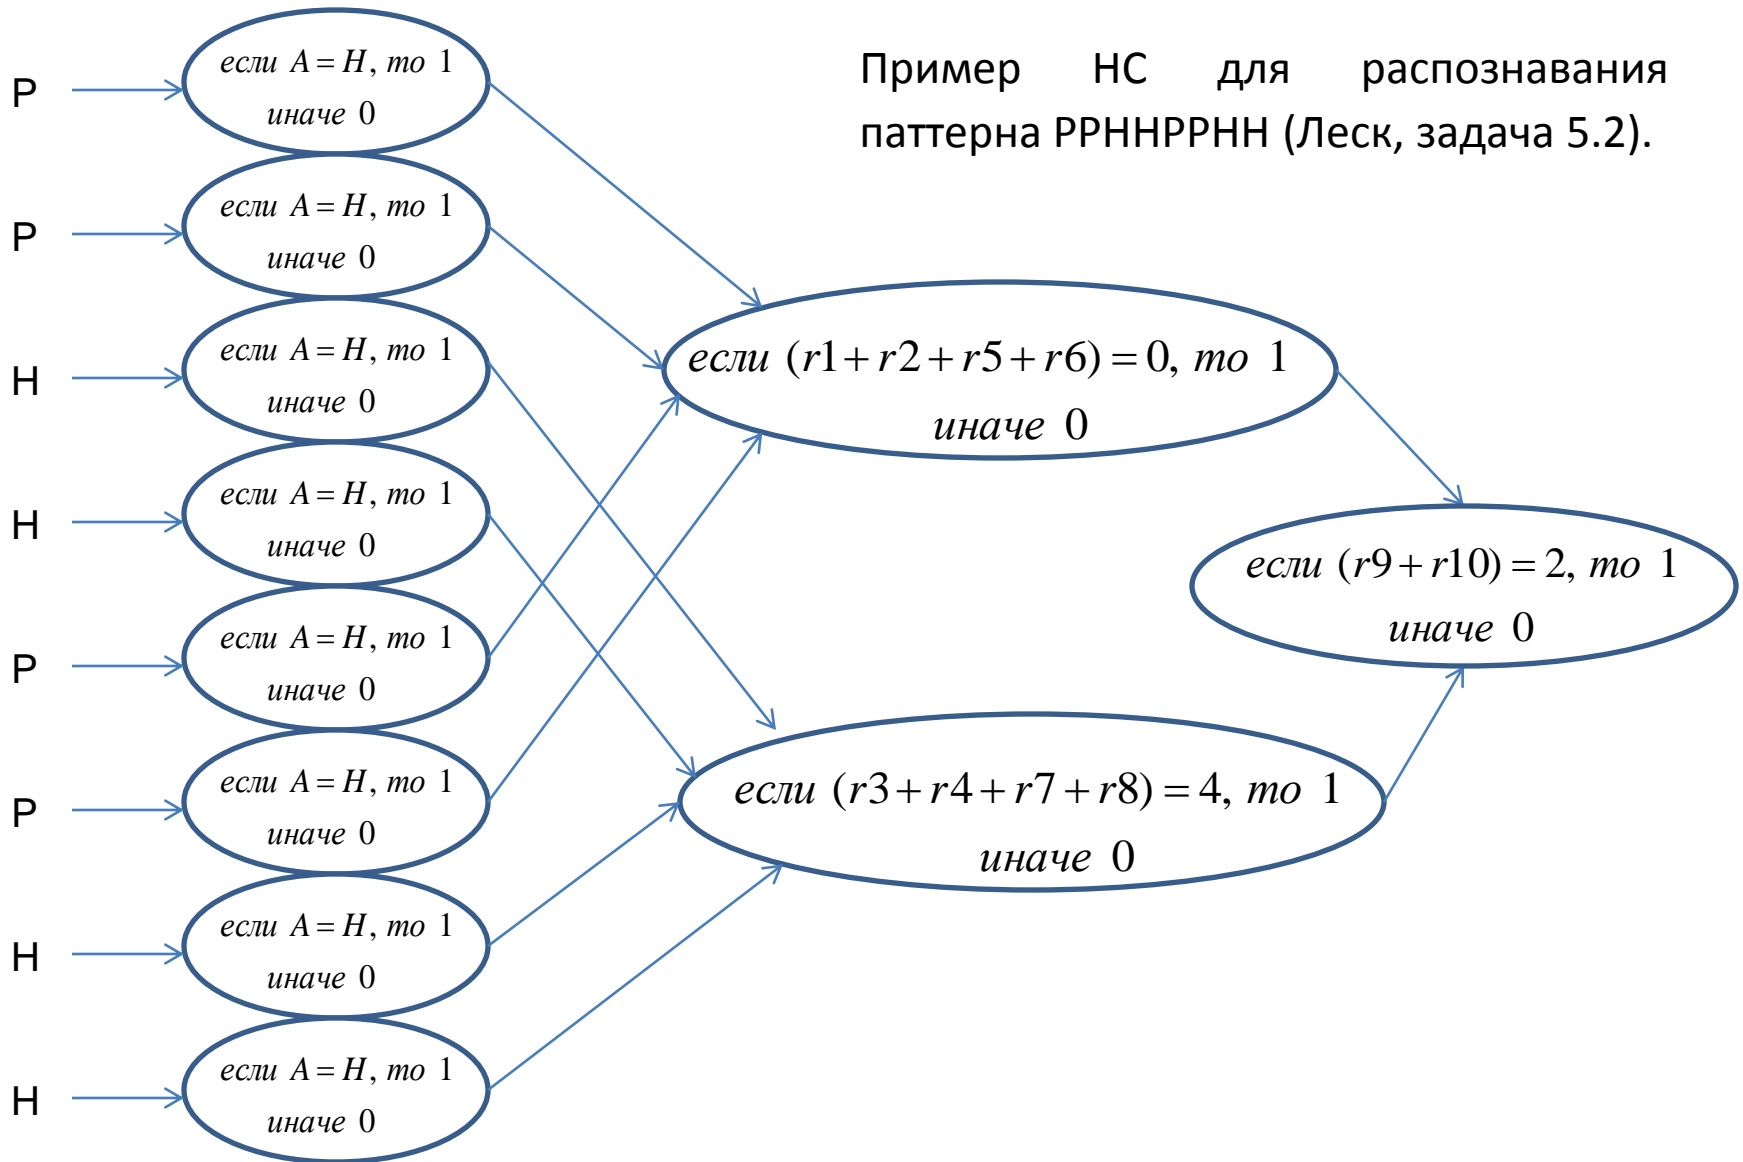 Пример НС для распознавания
паттерна PPHHPPHH (Леск, задача 5.2).
P
если A = H, то 1
иначе 0
P
если A = H, то 1
иначе 0
H
если A = H, то 1
иначе 0
H
если A = H, то 1
иначе 0
P
если A = H, то 1
иначе 0
P
если A = H, то 1
иначе 0
H
если A = H, то 1
иначе 0
H
если A = H, то 1
иначе 0
если (r1+r2+r5+r6) = 0, то 1
иначе 0
если (r3+r4+r7+r8) = 4, то 1
иначе 0
если (r9+r10) = 2, то 1
иначе 0